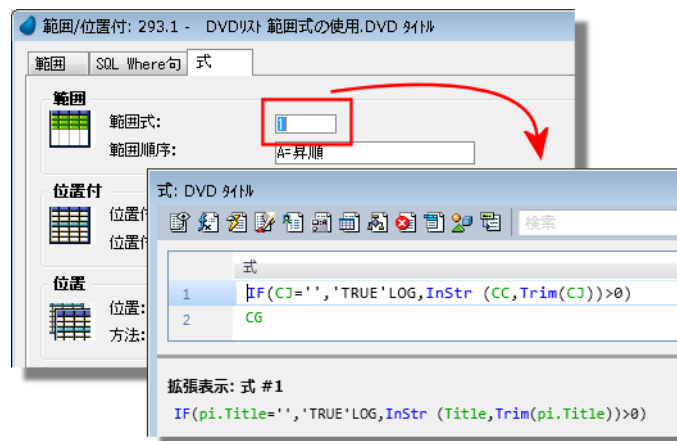 範囲/位置付: 293.1 - DVDリスト 範囲式の使用.DVD タイトル
範囲
SQL Where句
式
範囲
範囲式:
1
範囲順序:
A=昇順
位置付
位置付
位置付
位置
位置:
方法:
式: DVD タイトル
検索
式
1 IF(CJ='','TRUE'LOG,InStr (CC,Trim(CJ))>0)
2 CG
拡張表示: 式 #1
IF(pi.Title='','TRUE'LOG,InStr (Title,Trim(pi.Title))>0)